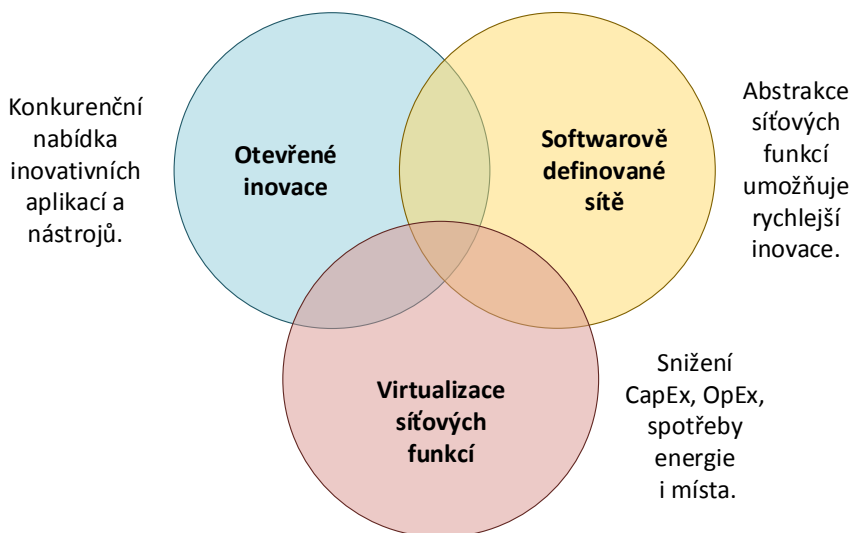 Konkurenční
nabídka
inovativních
aplikací a
nástrojů.
Otevřené
inovace
Softwarově
definované
sítě
Abstrakce
síťových
funkcí
umožňuje
rychlejší
inovace.
Virtualizace
síťových
funkcí
Snížení
CapEx, OpEx,
spotřeby
energie
i místa.